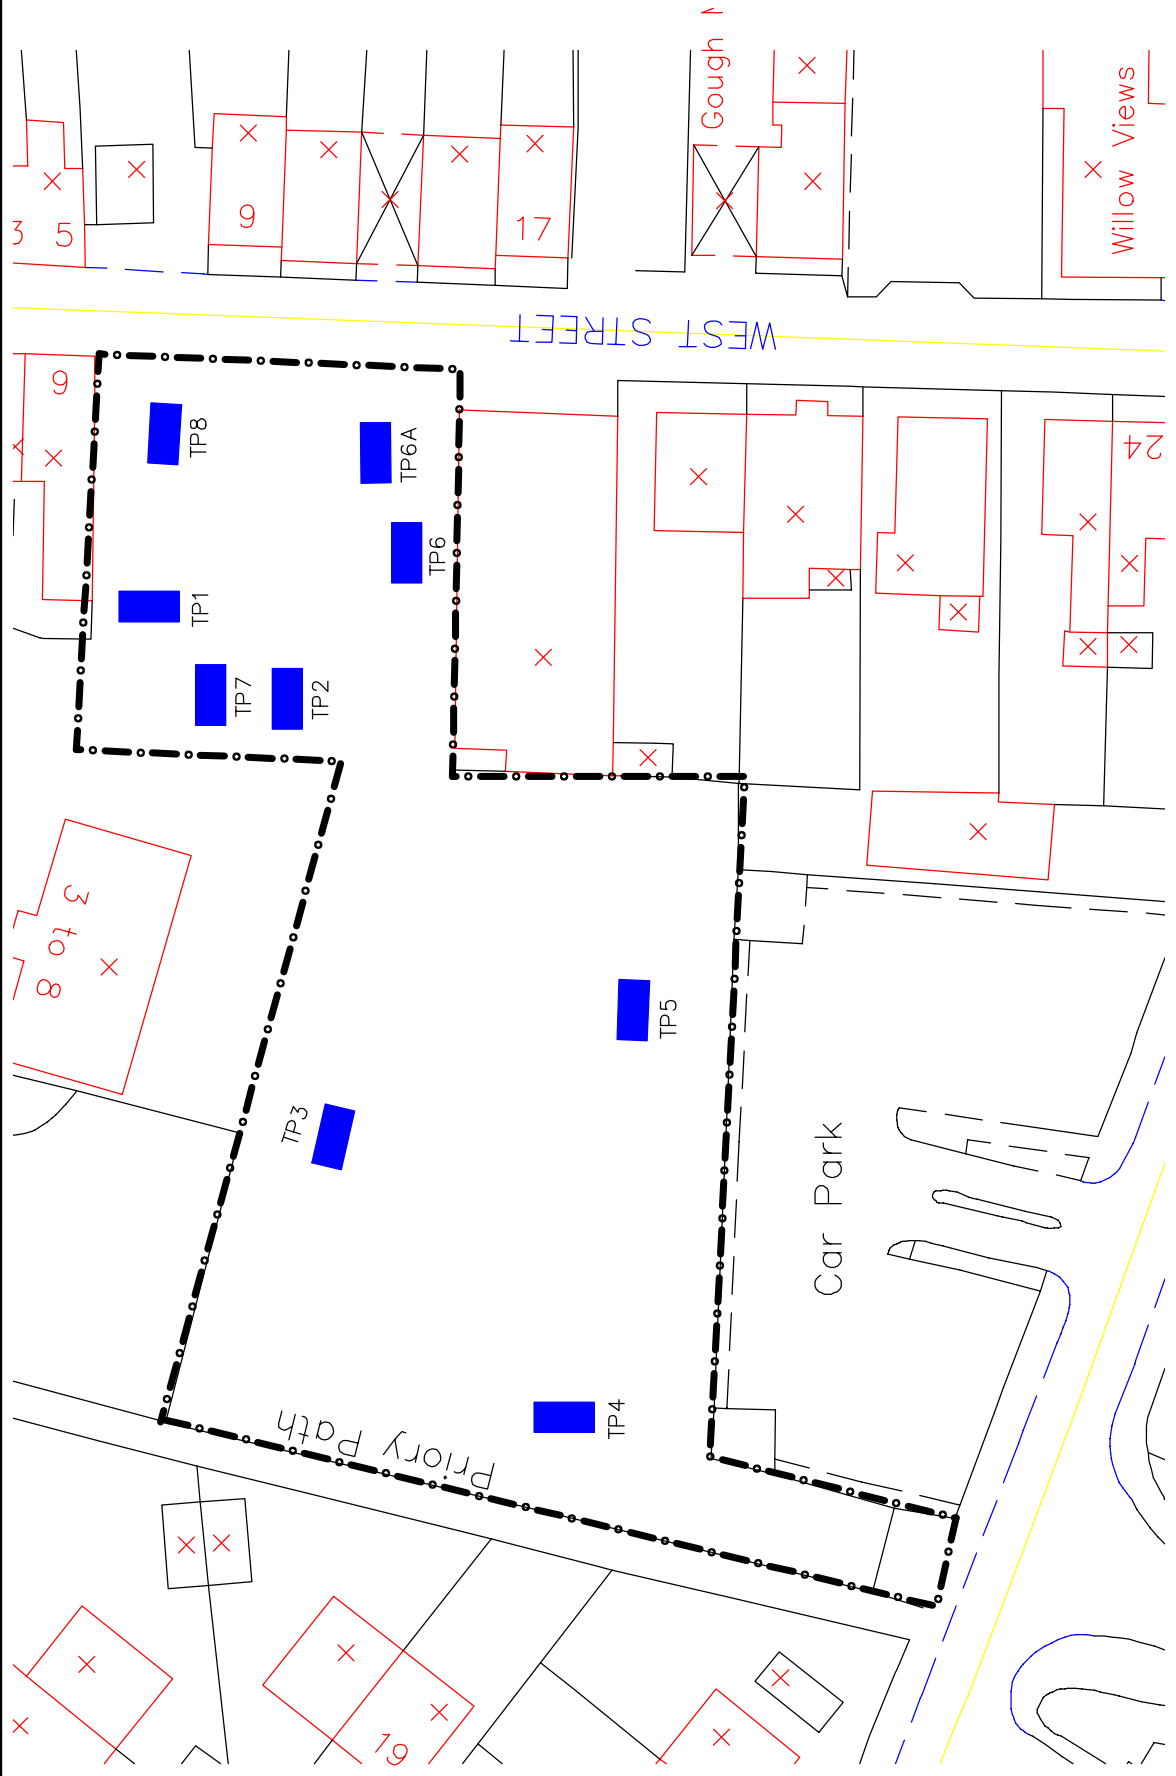 Gough
Willow Views
5
9
17
WEST STREET
9
24
TP8
TP6A
TP6
TP1
TP7
TP2
3 to 8
TP5
TP3
Car Park
TP4
Priory Path
19